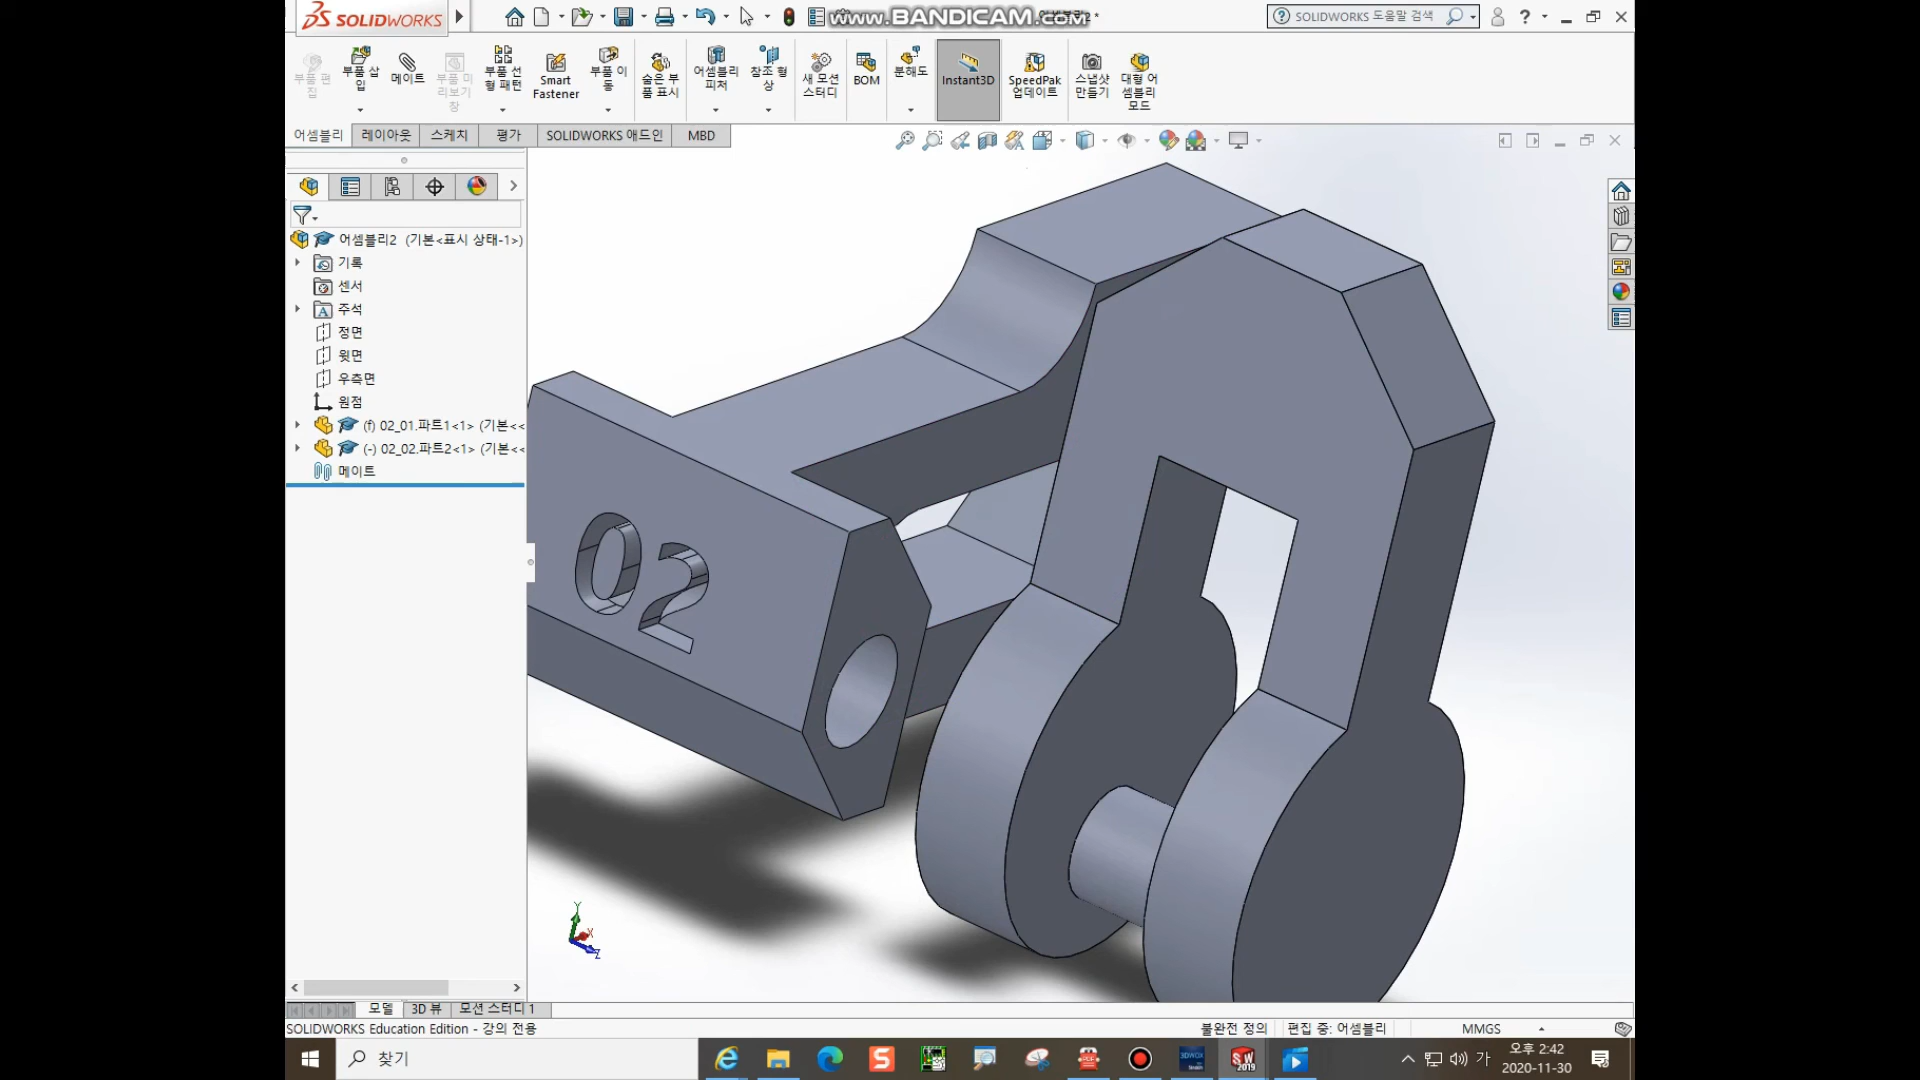 SOLIDWORKS
www.BANDICAM.com
SOLIDWORKS 도움말 검색
부품 편집
부품 삽입
메이트
부품 미리보기 창
부품 선형 패턴
Smart Fastener
부품 이동
숨은 부품 표시
어셈블리 피처
참조 형상
새 모션 스터디
BOM
분해도
Instant3D
SpeedPak 업데이트
스냅샷 만들기
대형 어셈블리 모드
어셈블리
레이아웃
스케치
평가
SOLIDWORKS 애드인
MBD
어셈블리2 (기본<표시 상태-1>)
기록
센서
주석
정면
윗면
우측면
원점
(f) 02_01.파트1<1> (기본<<
(-) 02_02.파트2<1> (기본<<
메이트
02
Y
X
Z
모델
3D 뷰
모션 스터디 1
SOLIDWORKS Education Edition - 강의 전용
불완전 정의
편집 중: 어셈블리
MMGS
찾기
가
오후 2:42
2020-11-30